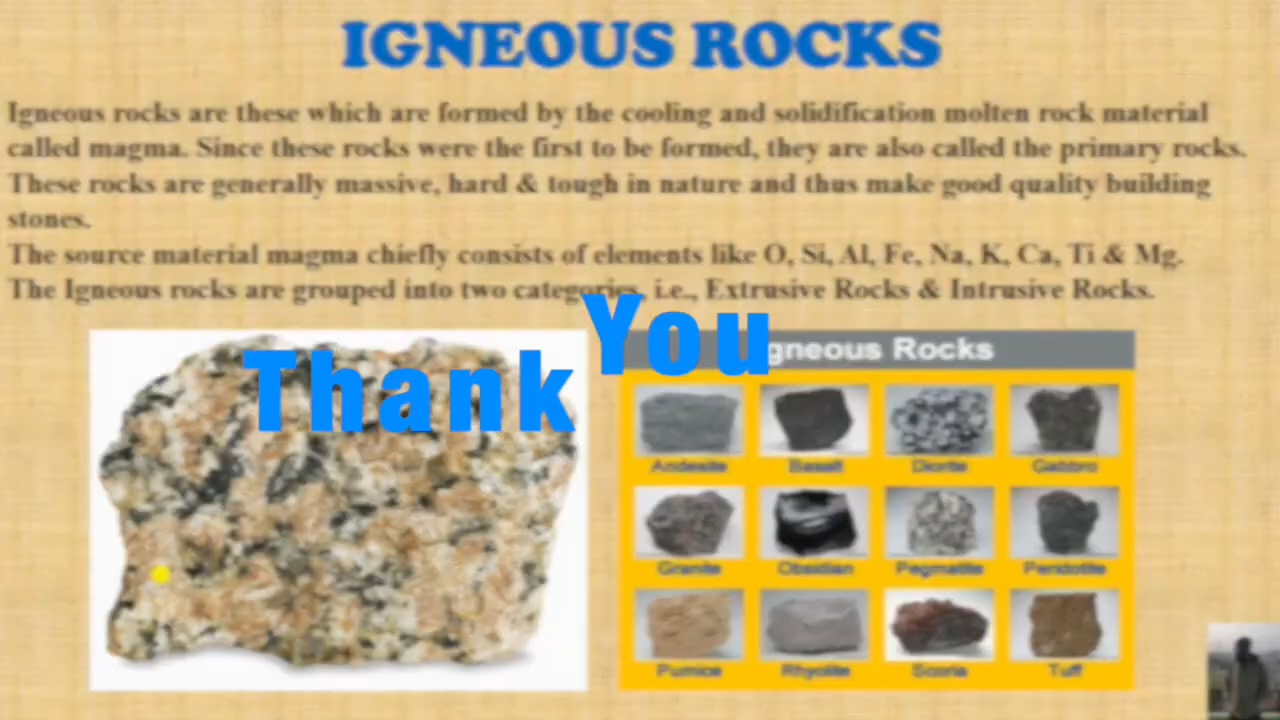 IGNEOUS ROCKS
Igneous rocks are these which are formed by the cooling and solidification molten rock material
called magma. Since these rocks were the first to be formed, they are also called the primary rocks.
These rocks are generally massive, hard & tough in nature and thus make good quality building
stones.
The source material magma chiefly consists of elements like O, Si, Al, Fe, Na, K, Ca, Ti & Mg.
The Igneous rocks are grouped into two categories, i.e., Extrusive Rocks & Intrusive Rocks.
Thank You
Igneous Rocks
Andesite Basalt Diorite Gabbro
Granite Obsidian Pegmatite Peridotite
Pumice Rhyolite Scoria Tuff